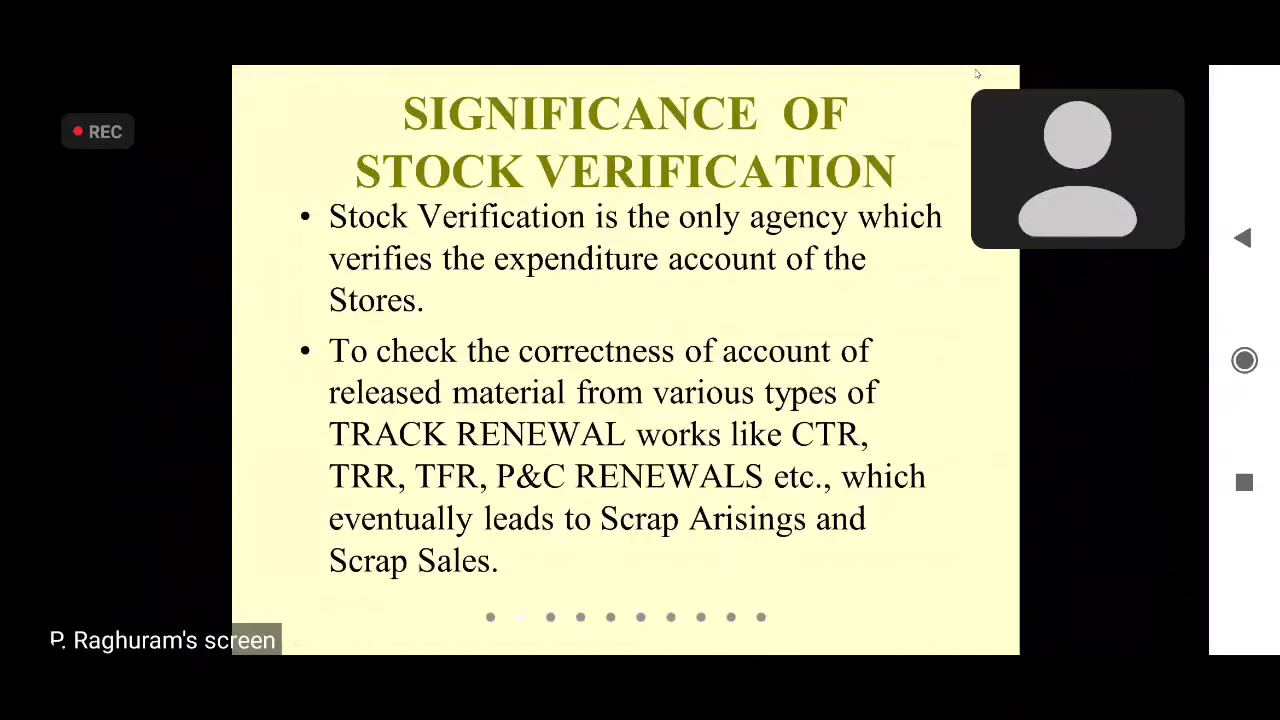 REC
SIGNIFICANCE OF
STOCK VERIFICATION
• Stock Verification is the only agency which
verifies the expenditure account of the
Stores.
• To check the correctness of account of
released material from various types of
TRACK RENEWAL works like CTR,
TRR, TFR, P&C RENEWALS etc., which
eventually leads to Scrap Arisings and
Scrap Sales.
P. Raghuram's screen